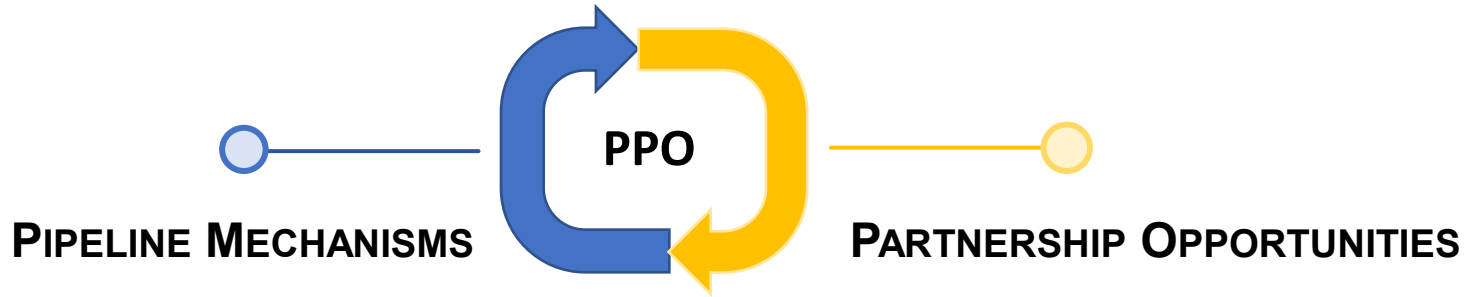 PPO
PIPELINE MECHANISMS
PARTNERSHIP OPPORTUNITIES